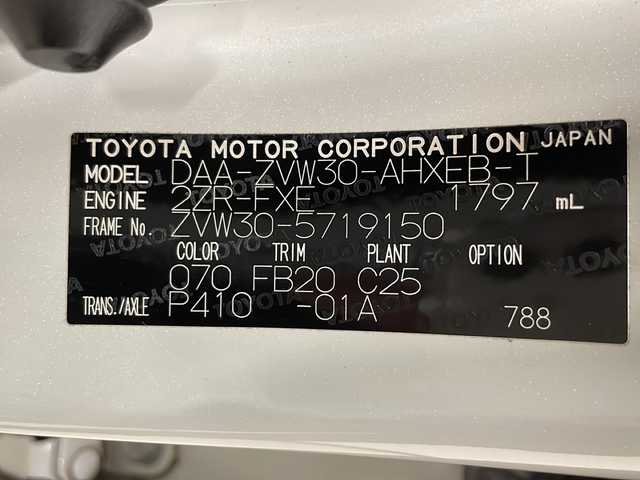 TOYOTA MOTOR CORPORATION JAPAN
MODEL DAA-ZVW30-AHXEB-T
ENGINE 2ZR-FXE 1797 mL
FRAME No. ZVW30-5719150
COLOR TRIM PLANT OPTION
070 FB20 C25
TRANS./AXLE P410 -01A 788